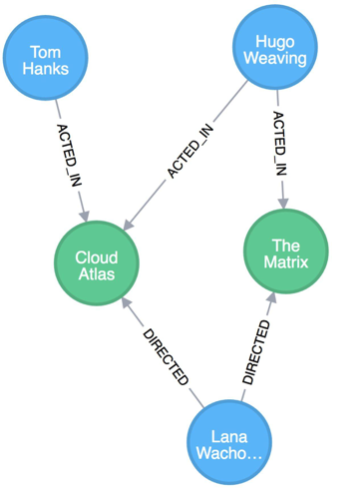 Tom
Hanks
Hugo
Weaving
ACTED_IN
ACTED_IN
ACTED_IN
Cloud
Atlas
The
Matrix
DIRECTED
DIRECTED
Lana
Wacho…